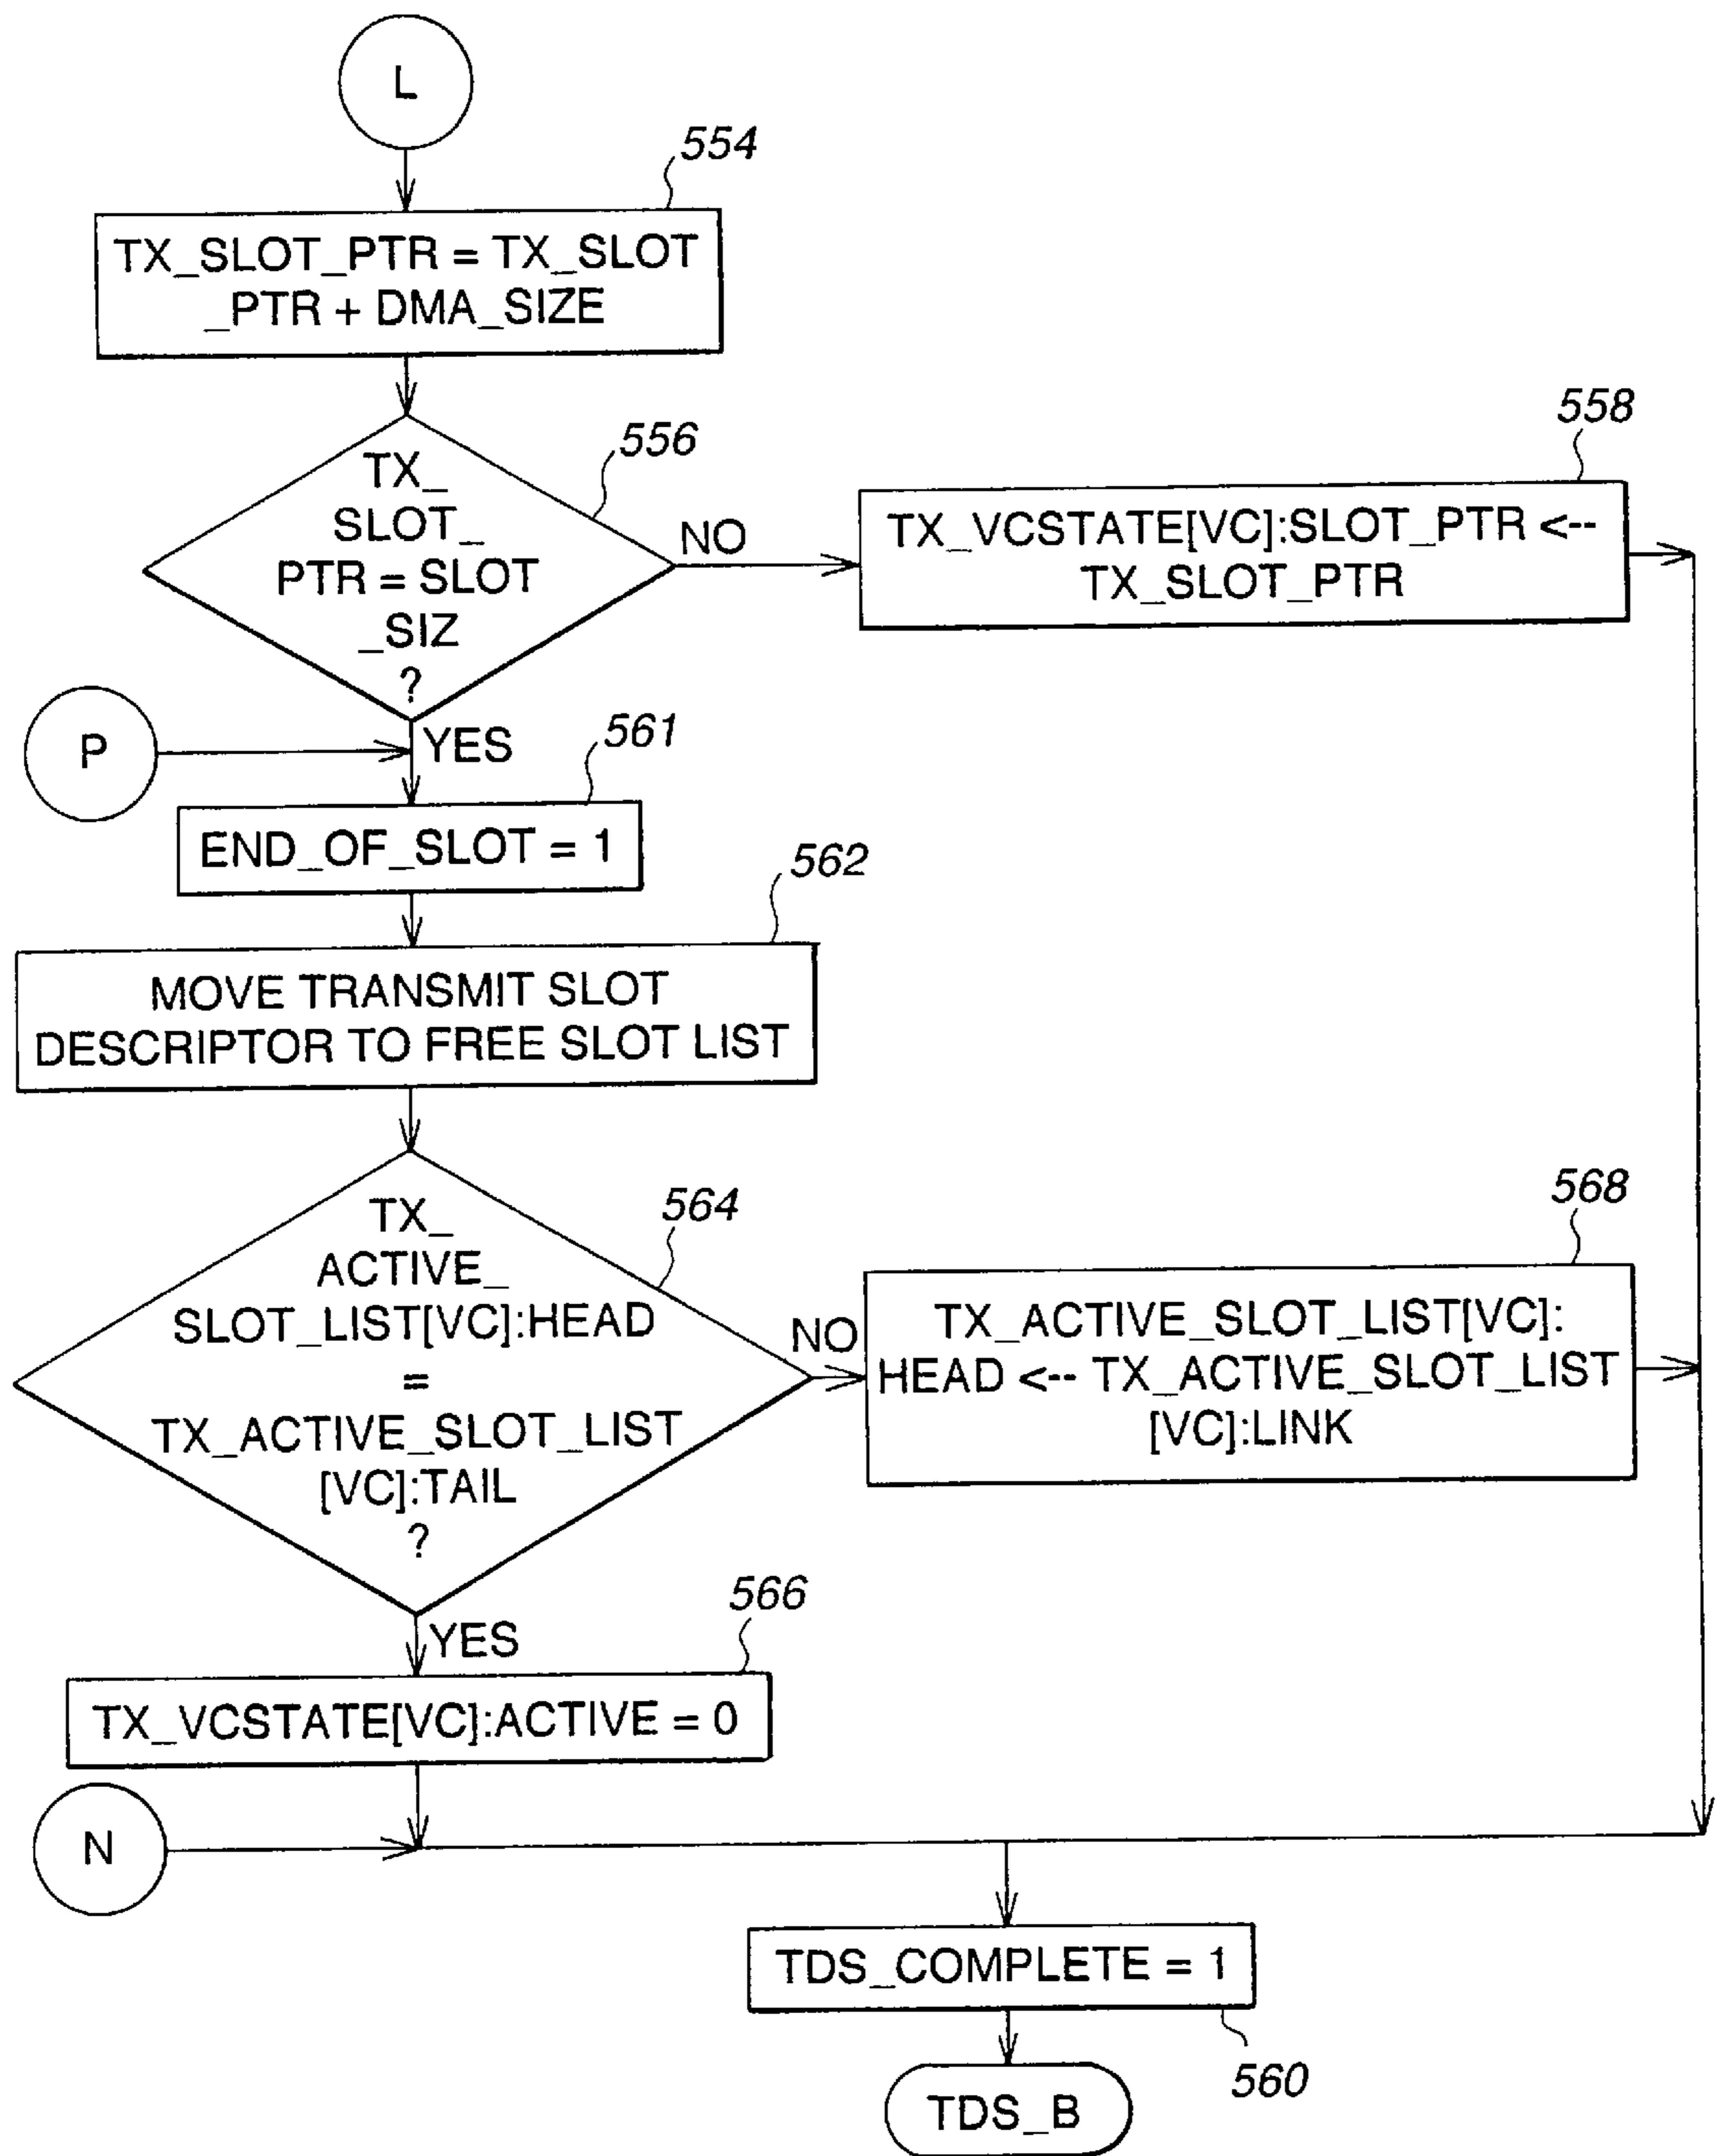 L
554
TX_SLOT_PTR = TX_SLOT
_PTR + DMA_SIZE
556
TX_
SLOT_
PTR = SLOT
_SIZ
?
NO
558
TX_VCSTATE[VC]:SLOT_PTR <--
TX_SLOT_PTR
P
YES
561
END_OF_SLOT = 1
562
MOVE TRANSMIT SLOT
DESCRIPTOR TO FREE SLOT LIST
564
TX_
ACTIVE_
SLOT_LIST[VC]:HEAD
=
TX_ACTIVE_SLOT_LIST
[VC]:TAIL
?
NO
568
TX_ACTIVE_SLOT_LIST[VC]:
HEAD <-- TX_ACTIVE_SLOT_LIST
[VC]:LINK
YES
566
TX_VCSTATE[VC]:ACTIVE = 0
N
TDS_COMPLETE = 1
560
TDS_B